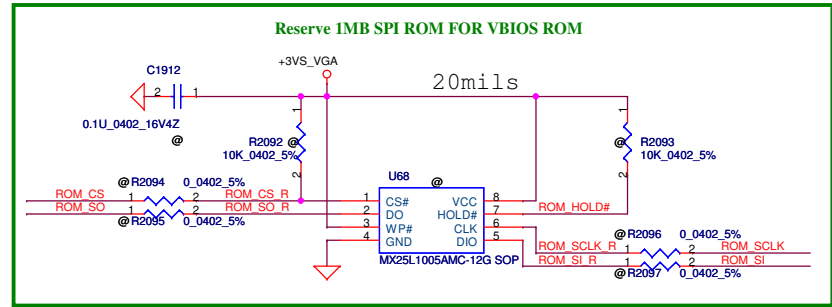 Reserve 1MB SPI ROM FOR VBIOS ROM
+3VS_VGA
C1912
2 1
0.1U_0402_16V4Z
@
20mils
1
R2092
@
10K_0402_5%
2
1
R2093
@
10K_0402_5%
2
U68
@
@R2094 0_0402_5%
ROM_CS 1 2 ROM_CS_R 1 CS# VCC 8
ROM_SO 1 2 ROM_SO_R 2 DO HOLD# 7 ROM_HOLD#
@R2095 0_0402_5%
3 WP# CLK 6
4 GND DIO 5
MX25L1005AMC-12G SOP
@R2096 0_0402_5%
ROM_SCLK_R 1 2 ROM_SCLK
ROM_SI_R 1 2 ROM_SI
@R2097 0_0402_5%